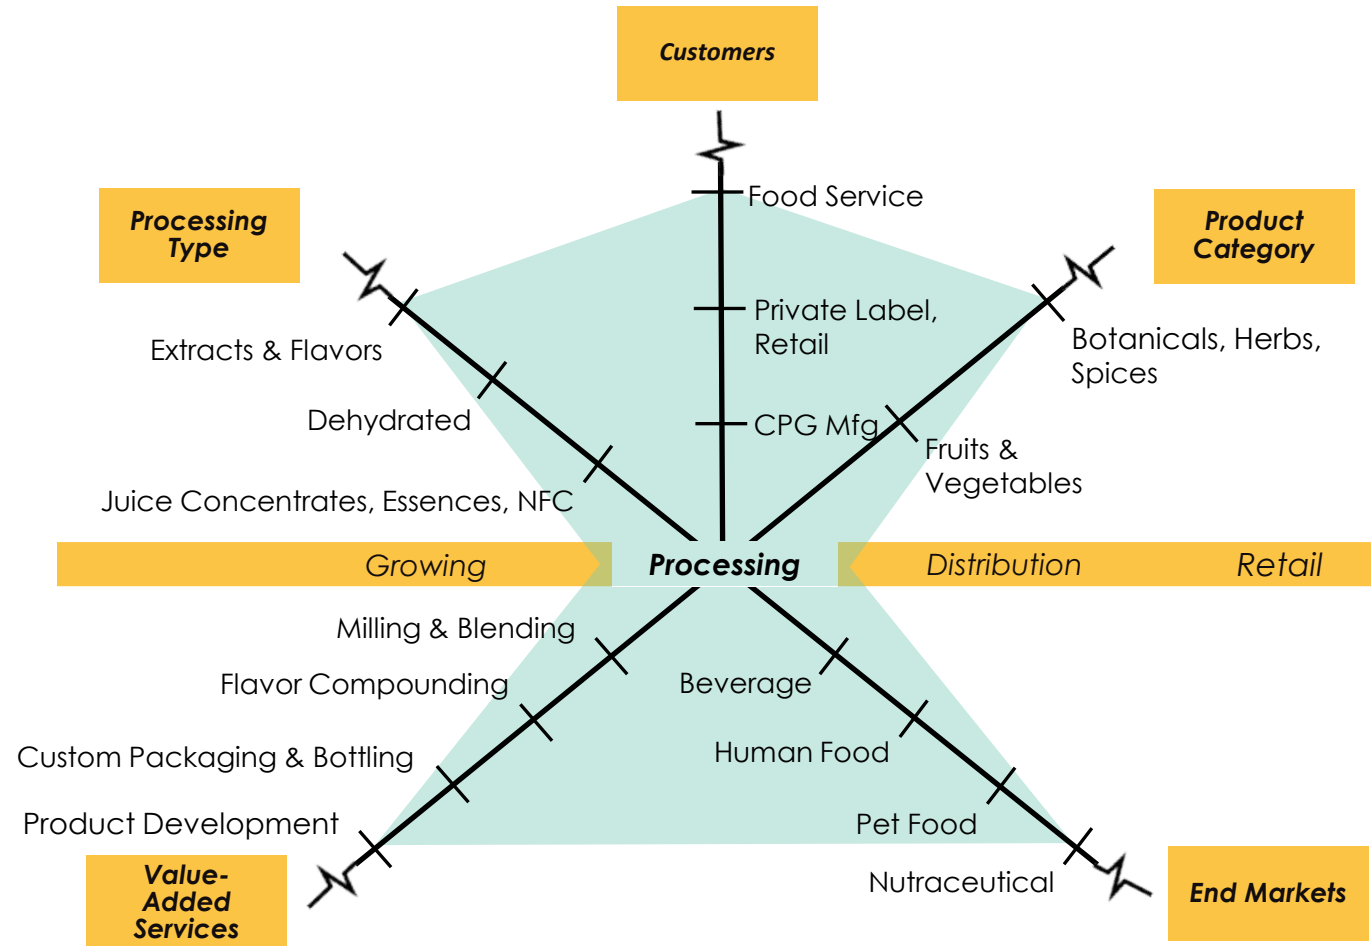 Customers
Food Service
Processing
Type
Product
Category
Private Label,
Retail
Extracts & Flavors
Botanicals, Herbs,
Spices
Dehydrated
CPG Mfg
Fruits &
Vegetables
Juice Concentrates, Essences, NFC
Growing
Processing
Distribution
Retail
Milling & Blending
Flavor Compounding
Custom Packaging & Bottling
Product Development
Value-
Added
Services
Beverage
Human Food
Pet Food
Nutraceutical
End Markets